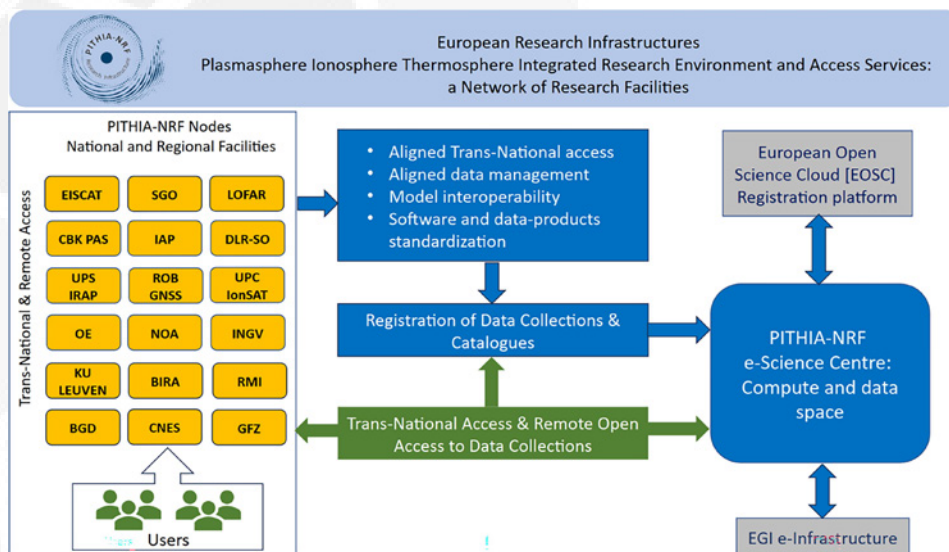 PITHIA-NRF
European Research Infrastructures
Plasmasphere Ionosphere Thermosphere Integrated Research Environment and Access Services:
a Network of Research Facilities
PITHIA-NRF Nodes
National and Regional Facilities
Trans-National & Remote Access
EISCAT
SGO
LOFAR
CBK PAS
IAP
DLR-SO
UPS
IRAP
ROB
GNSS
UPC
IonSAT
OE
NOA
INGV
KU
LEUVEN
BIRA
RMI
BGD
CNES
GFZ
Users
• Aligned Trans-National access
• Aligned data management
• Model interoperability
• Software and data-products
standardization
Registration of Data Collections &
Catalogues
Trans-National Access & Remote Open
Access to Data Collections
European Open
Science Cloud [EOSC]
Registration platform
PITHIA-NRF
e-Science Centre:
Compute and data
space
EGI e-Infrastructure